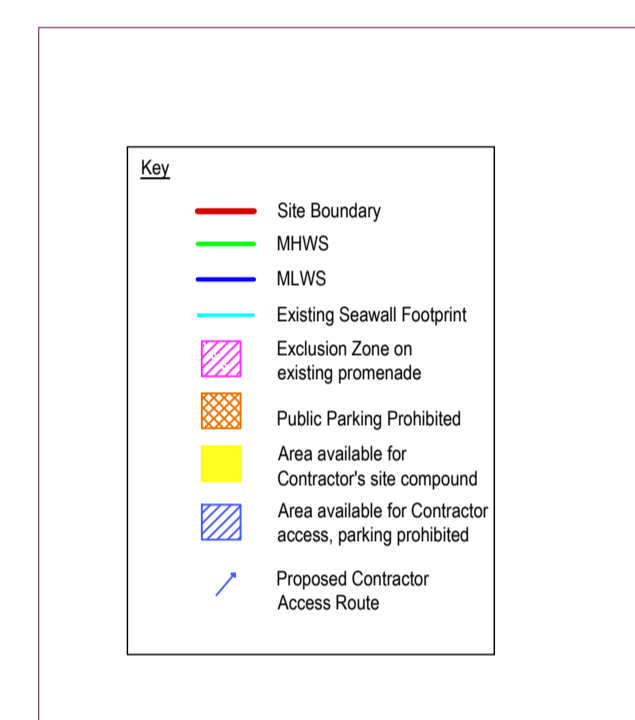 Key
Site Boundary
MHWS
MLWS
Existing Seawall Footprint
Exclusion Zone on
existing promenade
Public Parking Prohibited
Area available for
Contractor's site compound
Area available for Contractor
access, parking prohibited
Proposed Contractor
Access Route